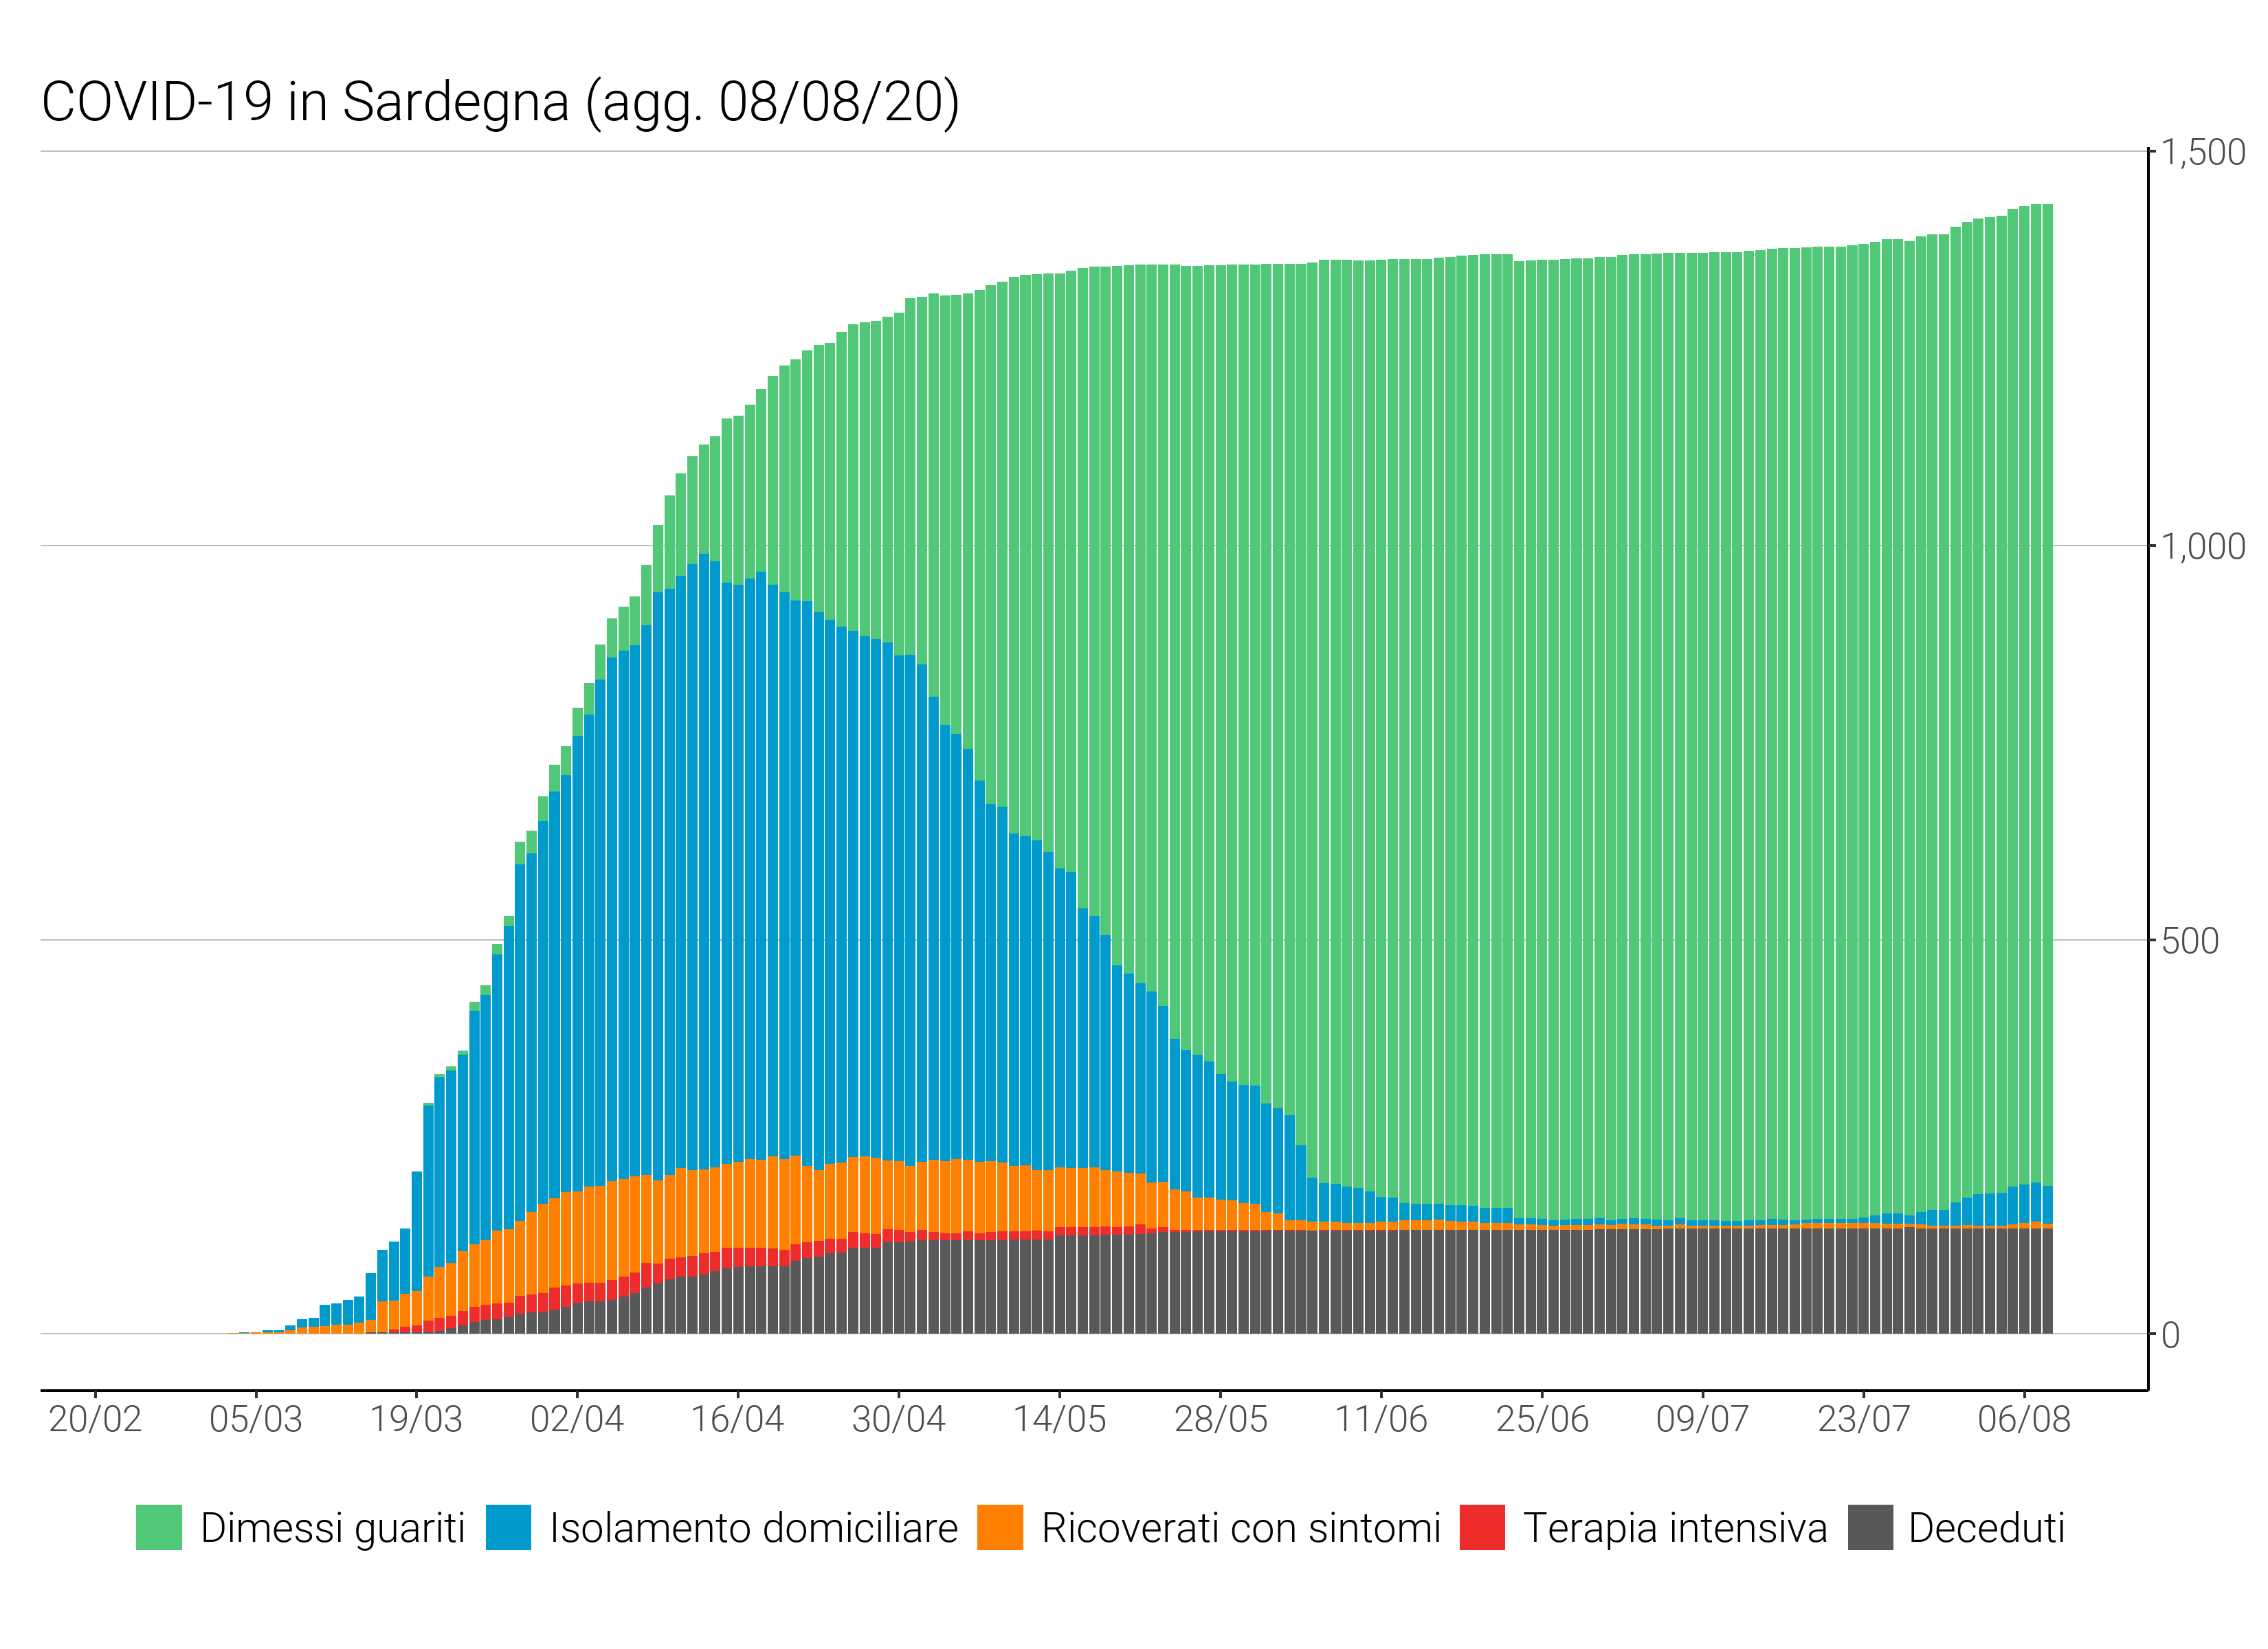 COVID-19 in Sardegna (agg. 08/08/20)
1,500
1,000
500
0
20/02 05/03 19/03 02/04 16/04 30/04 14/05 28/05 11/06 25/06 09/07 23/07 06/08
Dimessi guariti Isolamento domiciliare Ricoverati con sintomi Terapia intensiva Deceduti